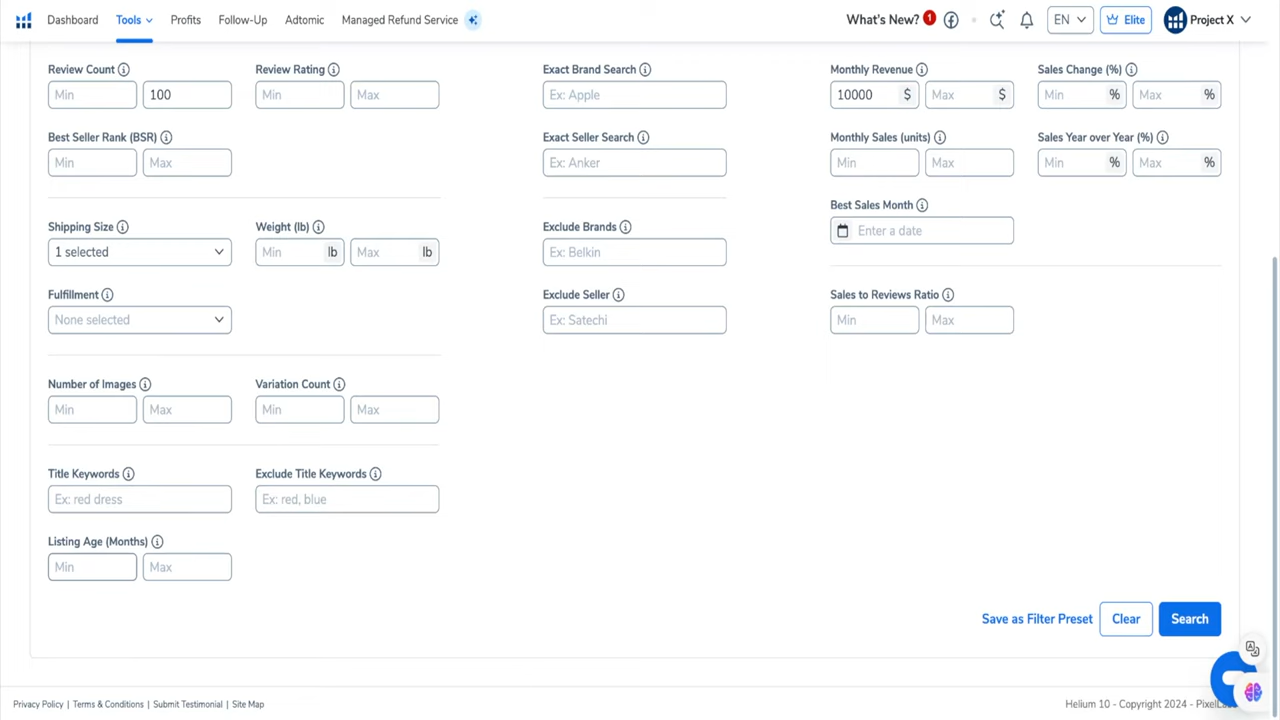 Dashboard Tools Profits Follow-Up Adtomic Managed Refund Service What's New? 1 EN Elite Project X
Review Count Review Rating Exact Brand Search Monthly Revenue Sales Change (%)
Min 100 Min Max Ex: Apple 10000 $ Max $ Min % Max %
Best Seller Rank (BSR) Exact Seller Search Monthly Sales (units) Sales Year over Year (%)
Min Max Ex: Anker Min Max Min % Max %
Best Sales Month
Enter a date
Shipping Size Weight (lb) Exclude Brands
1 selected Min lb Max lb Ex: Belkin
Fulfillment Exclude Seller Sales to Reviews Ratio
None selected Ex: Satechi Min Max
Number of Images Variation Count
Min Max Min Max
Title Keywords Exclude Title Keywords
Ex: red dress Ex: red, blue
Listing Age (Months)
Min Max
Save as Filter Preset Clear Search
Privacy Policy | Terms & Conditions | Submit Testimonial | Site Map Helium 10 - Copyright 2024 -